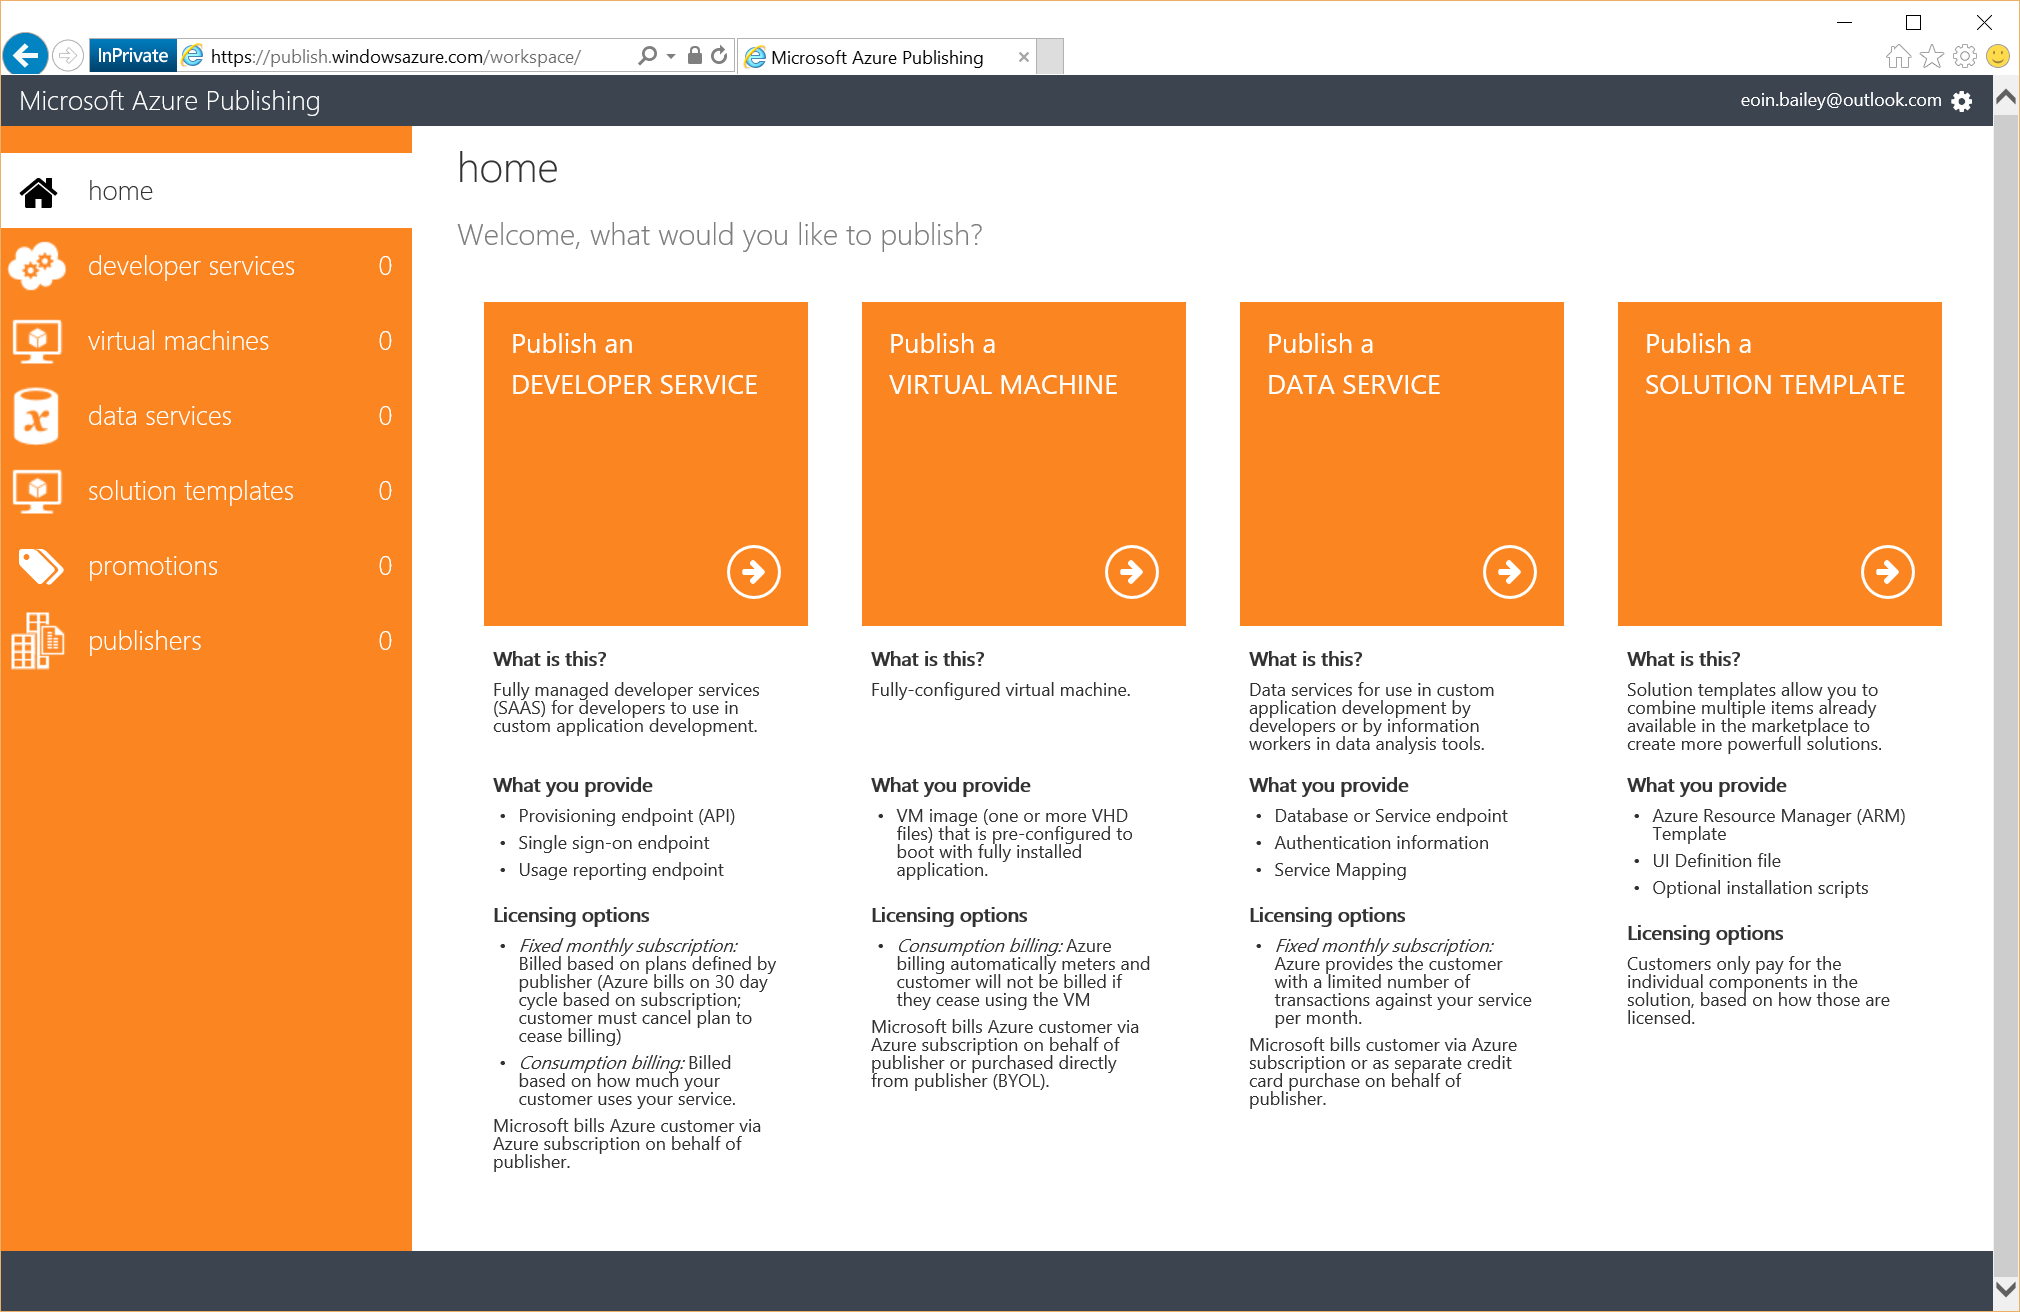 InPrivate https://publish.windowsazure.com/workspace/ Microsoft Azure Publishing
Microsoft Azure Publishing eoin.bailey@outlook.com
home
developer services 0
virtual machines 0
data services 0
solution templates 0
promotions 0
publishers 0
home
Welcome, what would you like to publish?
Publish an
DEVELOPER SERVICE
What is this?
Fully managed developer services
(SAAS) for developers to use in
custom application development.
What you provide
• Provisioning endpoint (API)
• Single sign-on endpoint
• Usage reporting endpoint
Licensing options
• Fixed monthly subscription:
Billed based on plans defined by
publisher (Azure bills on 30 day
cycle based on subscription;
customer must cancel plan to
cease billing)
• Consumption billing: Billed
based on how much your
customer uses your service.
Microsoft bills Azure customer via
Azure subscription on behalf of
publisher.
Publish a
VIRTUAL MACHINE
What is this?
Fully-configured virtual machine.
What you provide
• VM image (one or more VHD
files) that is pre-configured to
boot with fully installed
application.
Licensing options
• Consumption billing: Azure
billing automatically meters and
customer will not be billed if
they cease using the VM
Microsoft bills Azure customer via
Azure subscription on behalf of
publisher or purchased directly
from publisher (BYOL).
Publish a
DATA SERVICE
What is this?
Data services for use in custom
application development by
developers or by information
workers in data analysis tools.
What you provide
• Database or Service endpoint
• Authentication information
• Service Mapping
Licensing options
• Fixed monthly subscription:
Azure provides the customer
with a limited number of
transactions against your service
per month.
Microsoft bills customer via Azure
subscription or as separate credit
card purchase on behalf of
publisher.
Publish a
SOLUTION TEMPLATE
What is this?
Solution templates allow you to
combine multiple items already
available in the marketplace to
create more powerfull solutions.
What you provide
• Azure Resource Manager (ARM)
Template
• UI Definition file
• Optional installation scripts
Licensing options
Customers only pay for the
individual components in the
solution, based on how those are
licensed.